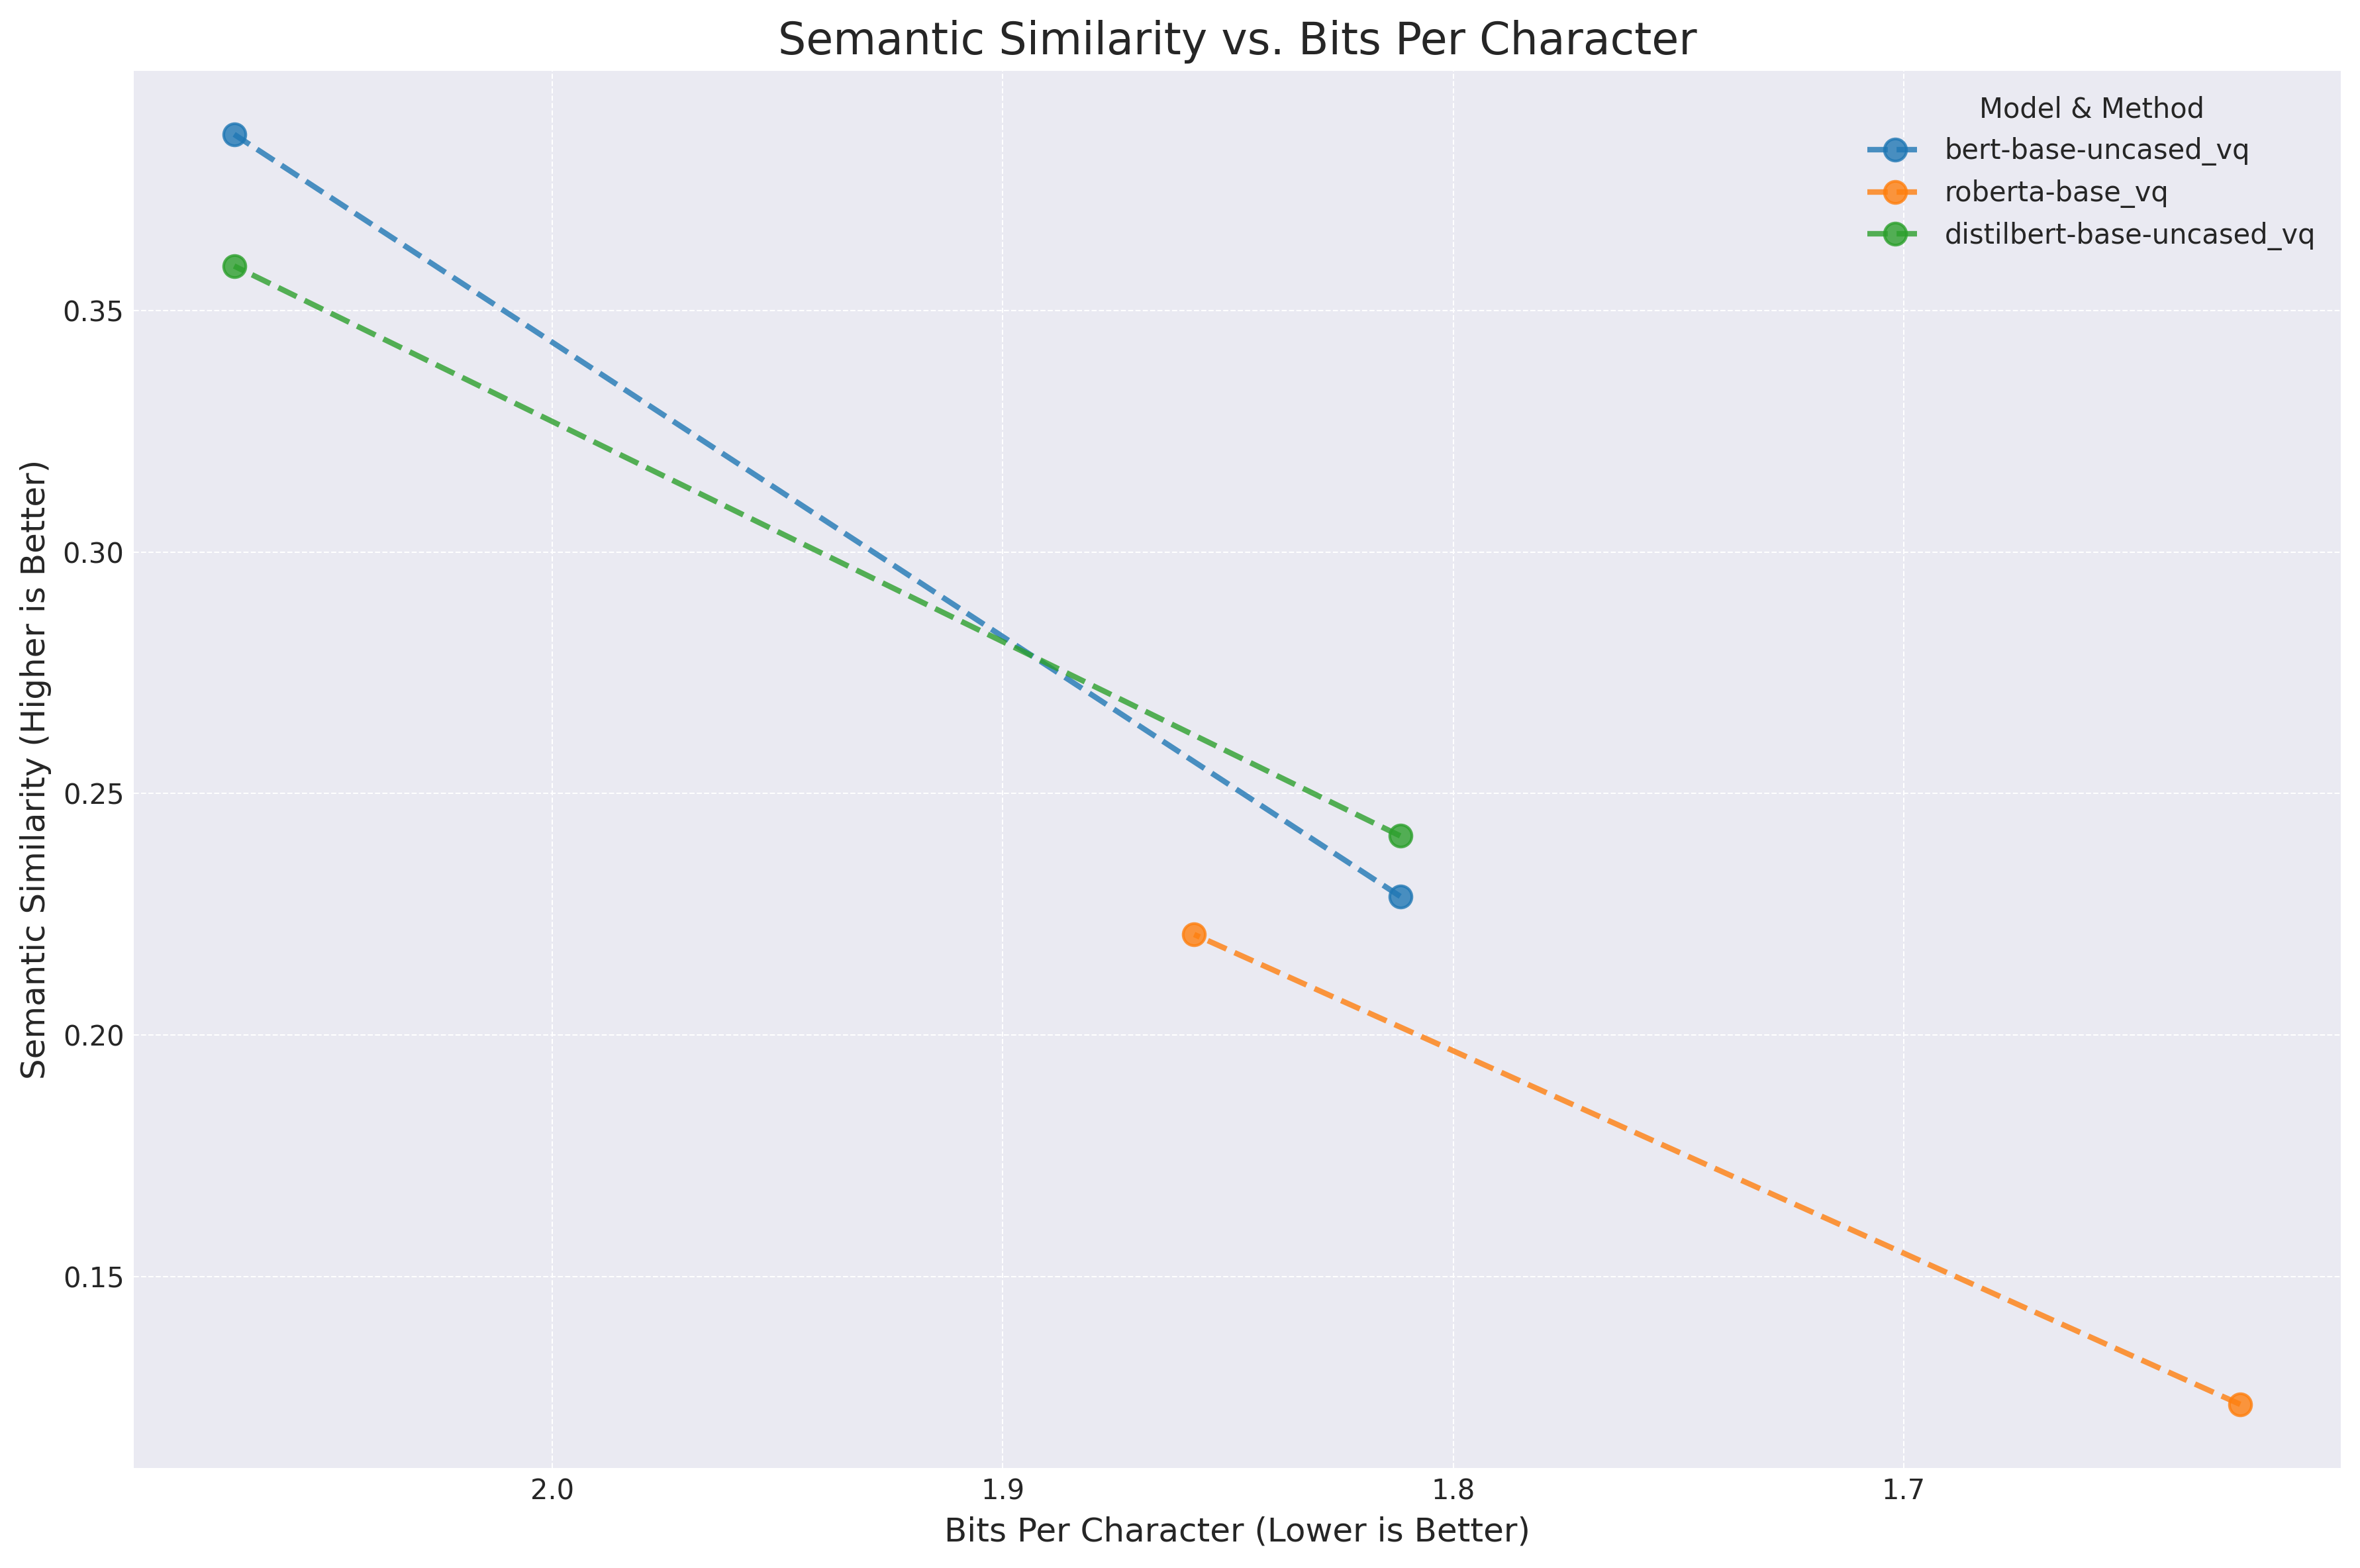 Semantic Similarity vs. Bits Per Character
Model & Method
bert-base-uncased_vq
roberta-base_vq
distilbert-base-uncased_vq
Semantic Similarity (Higher is Better)
0.35
0.30
0.25
0.20
0.15
2.0
1.9
1.8
1.7
Bits Per Character (Lower is Better)